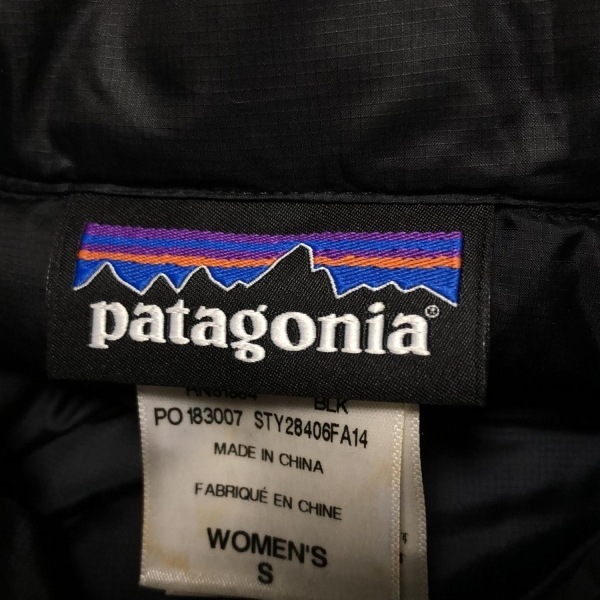 patagonia®
BLK
PO 183007 STY28406FA14
MADE IN CHINA
FABRIQUÉ EN CHINE
WOMEN'S
S